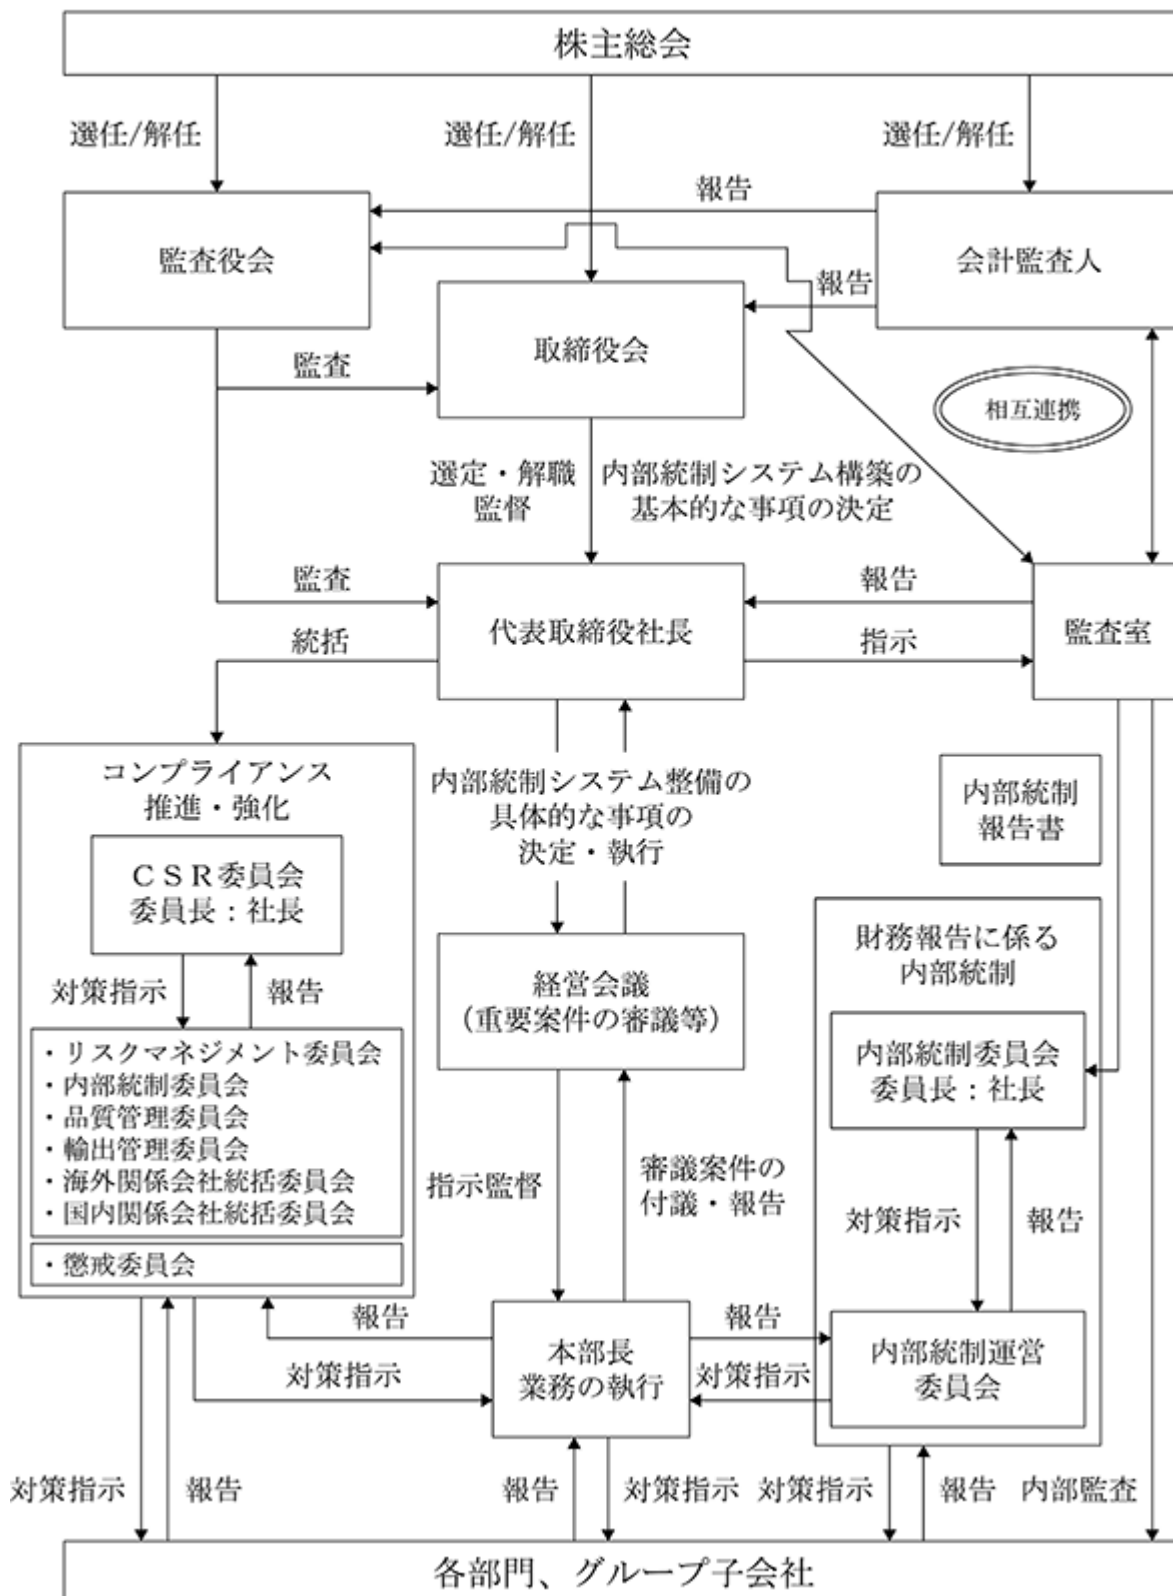 株主総会
選任/解任
選任/解任
選任/解任
報告
監査役会
会計監査人
報告
取締役会
監査
相互連携
選定・解職
監督
内部統制システム構築の
基本的な事項の決定
監査
報告
代表取締役社長
監査室
統括
指示
コンプライアンス
推進・強化
内部統制システム整備の
具体的な事項の
決定・執行
内部統制
報告書
ＣＳＲ委員会
委員長：社長
財務報告に係る
内部統制
対策指示
報告
経営会議
（重要案件の審議等）
・リスクマネジメント委員会
・内部統制委員会
・品質管理委員会
・輸出管理委員会
・海外関係会社統括委員会
・国内関係会社統括委員会
・懲戒委員会
内部統制委員会
委員長：社長
指示監督
審議案件の
付議・報告
対策指示
報告
報告
報告
本部長
業務の執行
内部統制運営
委員会
対策指示
対策指示
対策指示
報告
報告
対策指示
対策指示
報告
内部監査
各部門、グループ子会社